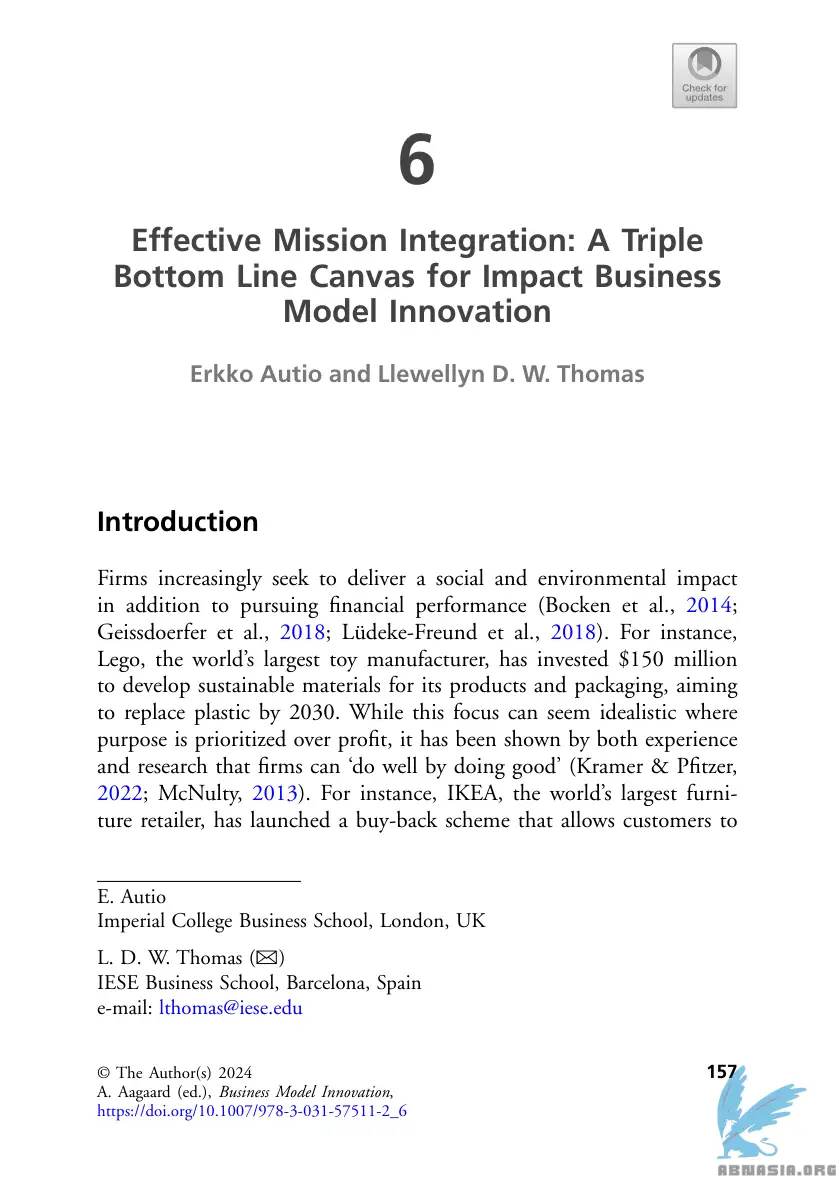 Check for
updates
6
Effective Mission Integration: A Triple
Bottom Line Canvas for Impact Business
Model Innovation
Erkko Autio and Llewellyn D. W. Thomas
Introduction
Firms increasingly seek to deliver a social and environmental impact
in addition to pursuing financial performance (Bocken et al., 2014;
Geissdoerfer et al., 2018; Lüdeke-Freund et al., 2018). For instance,
Lego, the world’s largest toy manufacturer, has invested $150 million
to develop sustainable materials for its products and packaging, aiming
to replace plastic by 2030. While this focus can seem idealistic where
purpose is prioritized over profit, it has been shown by both experience
and research that firms can ‘do well by doing good’ (Kramer & Pfitzer,
2022; McNulty, 2013). For instance, IKEA, the world’s largest furni-
ture retailer, has launched a buy-back scheme that allows customers to
E. Autio
Imperial College Business School, London, UK
L. D. W. Thomas (✉)
IESE Business School, Barcelona, Spain
e-mail: lthomas@iese.edu
© The Author(s) 2024
157
A. Aagaard (ed.), Business Model Innovation,
https://doi.org/10.1007/978-3-031-57511-2_6
ABNASIA.ORG